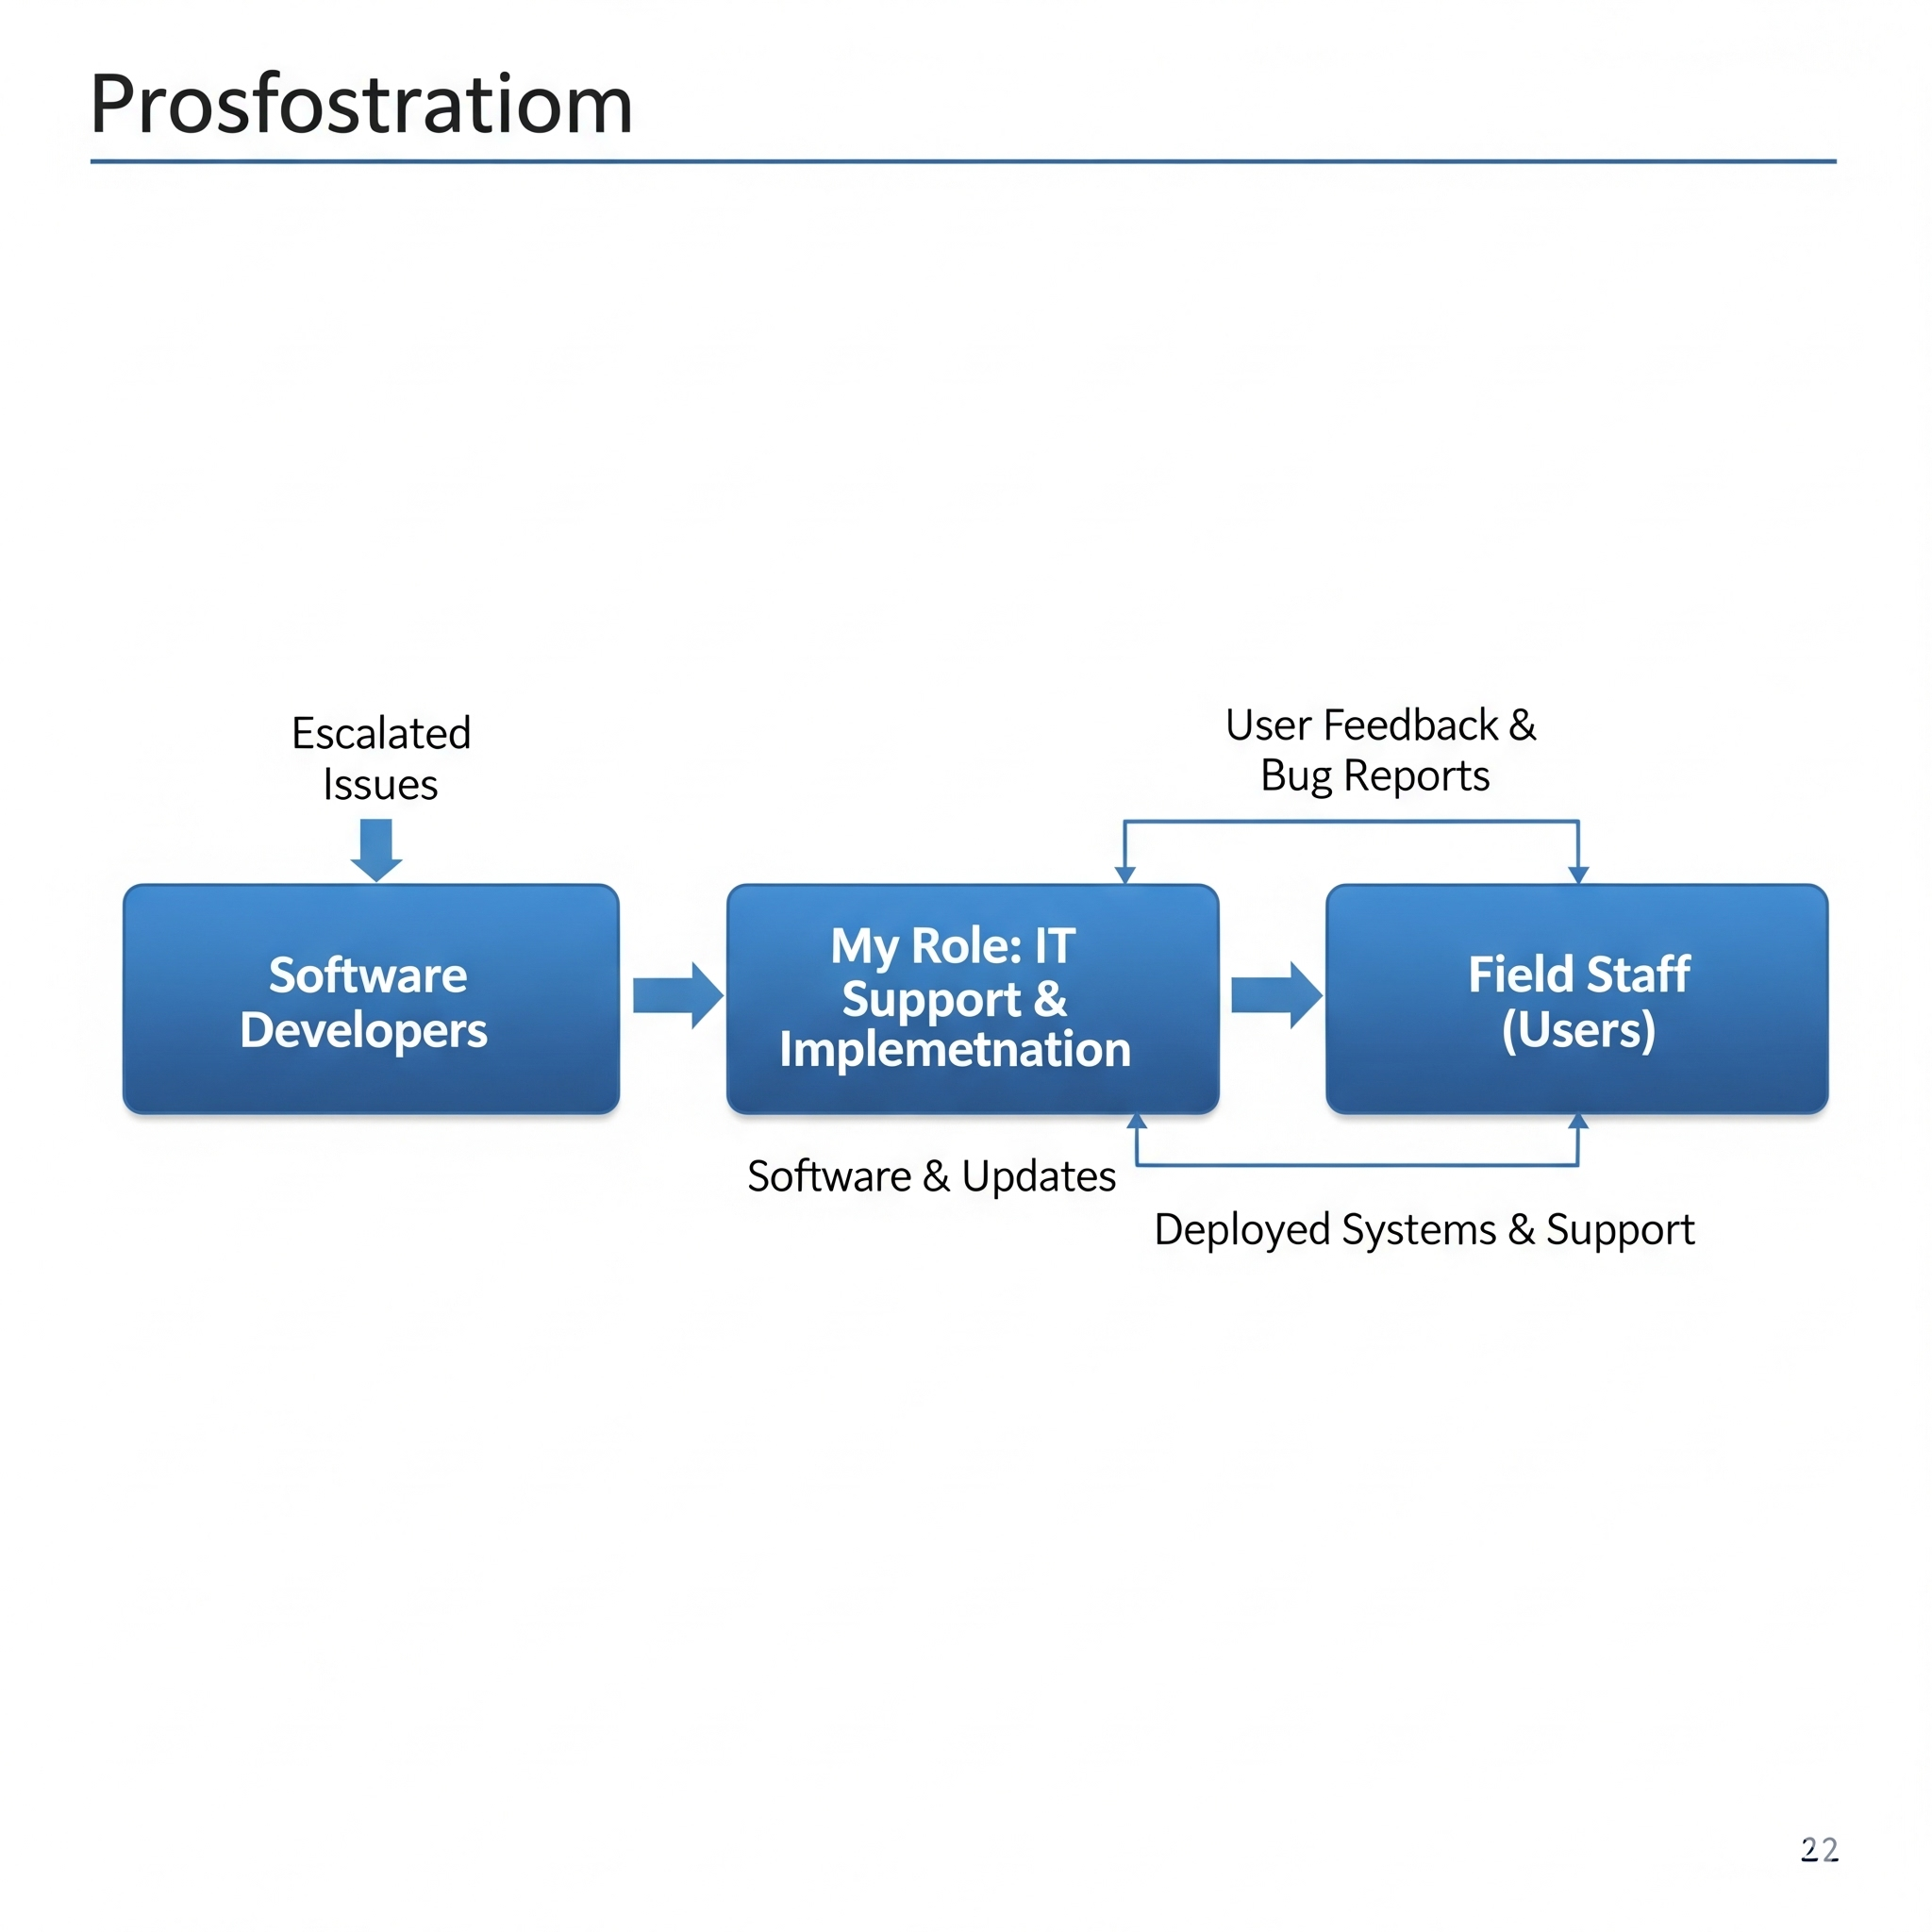 Prosfostratiom
Escalated
Issues
User Feedback &
Bug Reports
Software
Developers
My Role: IT
Support &
Implemetnation
Field Staff
(Users)
Software & Updates
Deployed Systems & Support
22